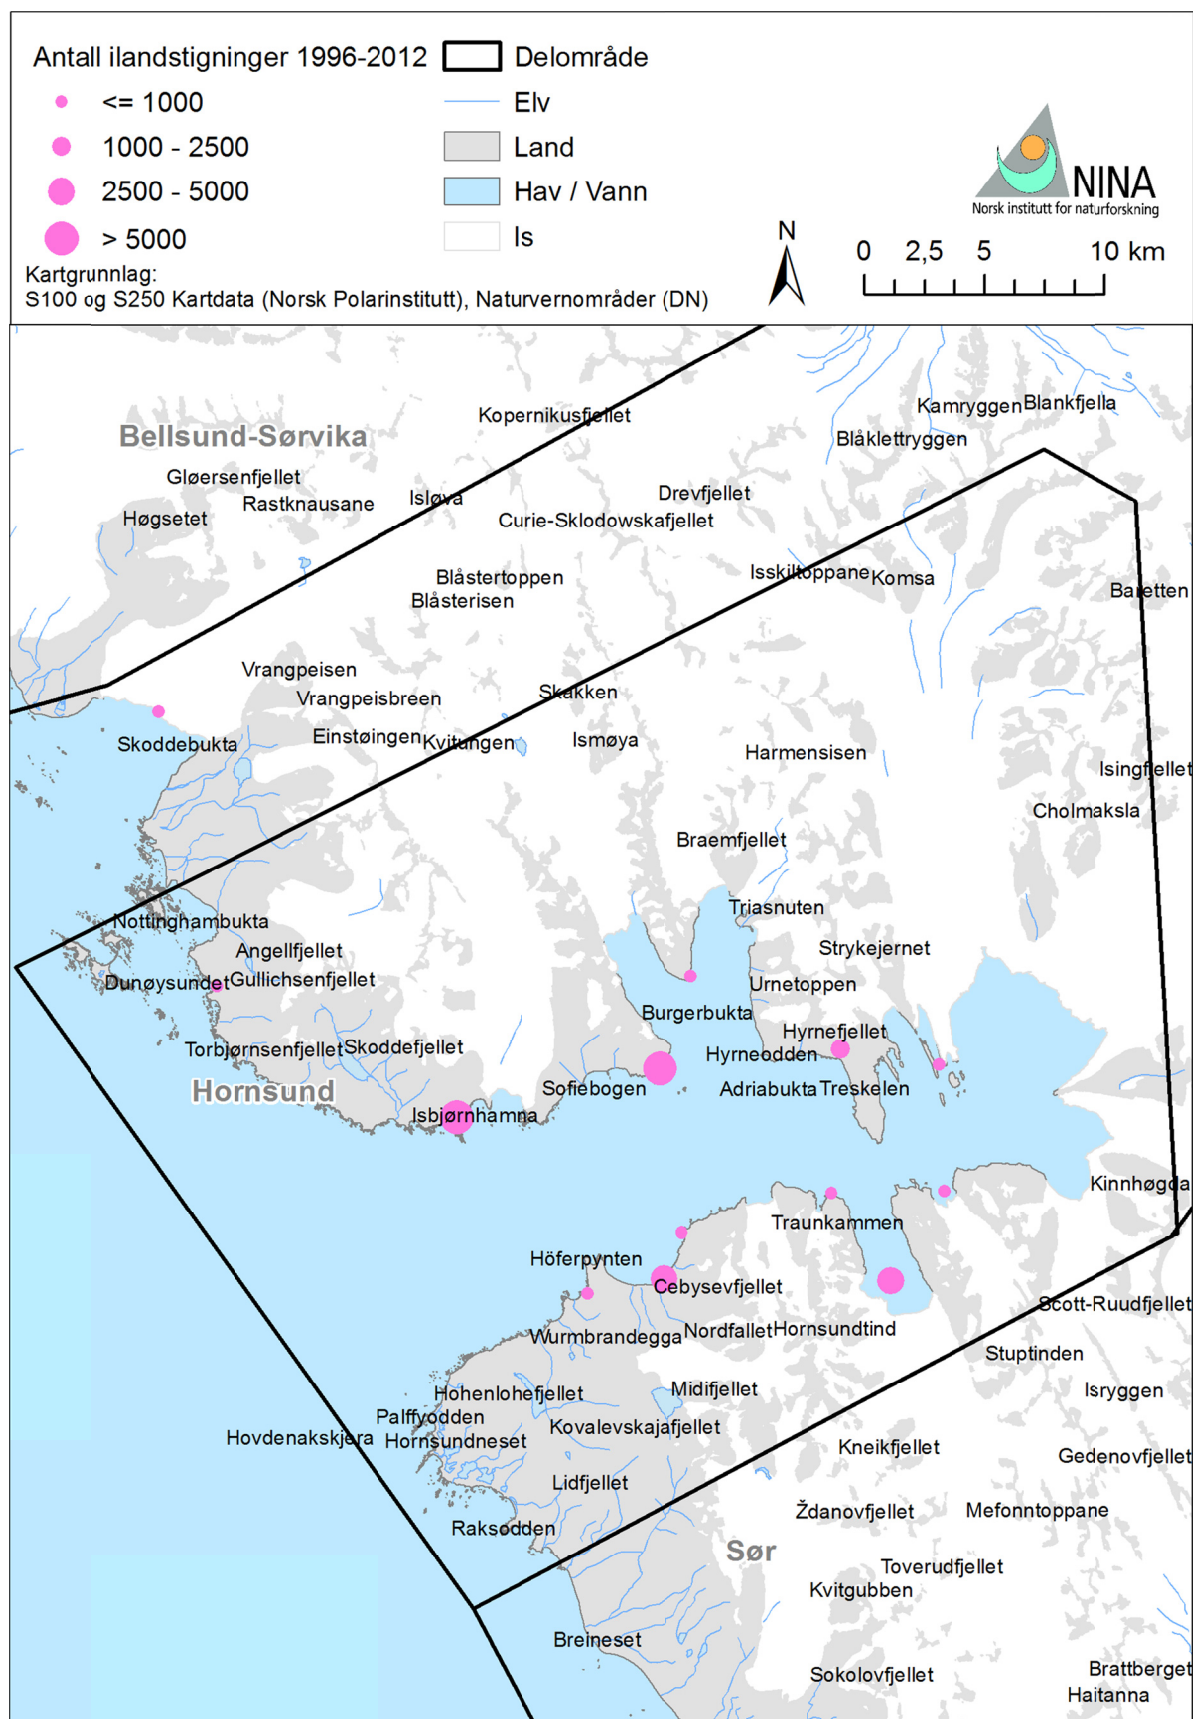 Antall ilandstigninger 1996-2012
<= 1000
1000 - 2500
2500 - 5000
> 5000
Delområde
Elv
Land
Hav / Vann
Is
NINA
Norsk institutt for naturforskning
N
0 2,5 5 10 km
Kartgrunnlag:
S100 og S250 Kartdata (Norsk Polarinstitutt), Naturvernområder (DN)
Kopernikusfjellet
Kamryggen
Blankfjella
Bellsund-Sørvika
Blåklettryggen
Gløersenfjellet
Isløva
Drevfjellet
Rastknausane
Høgsetet
Curie-Sklodowskafjellet
Blåstertoppen
Isskiltoppane
Komsa
Baretten
Blåsterisen
Vrangpeisen
Skakken
Vrangpeisbreen
Einstøingen
Kvitungen
Ismøya
Skoddebukta
Harmensisen
Isingfjellet
Cholmaksla
Braemfjellet
Triasnuten
Nottinghambukta
Angellfjellet
Strykejernet
Dunøysundet
Gullichsenfjellet
Urnetoppen
Burgerbukta
Hyrnefjellet
Torbjørnsenfjellet
Skoddefjellet
Hyrneodden
Hornsund
Sofiebogen
Adriabukta
Treskelen
Isbjørnhamna
Kinnhøgda
Traunkammen
Höferpynten
Cebysevfjellet
Scott-Ruudfjellet
Wurmbrandegga
Nordfallet
Hornsundtind
Stuptinden
Hohenlohefjellet
Midifjellet
Isryggen
Palffyodden
Hovdenakskjera
Hornsundneset
Kovalevskajafjellet
Kneikfjellet
Gedenovfjellet
Lidfjellet
Ždanovfjellet
Mefonntoppane
Raksødden
Sør
Toverudfjellet
Kvitgubben
Breineset
Sokolovfjellet
Brattberget
Haitanna